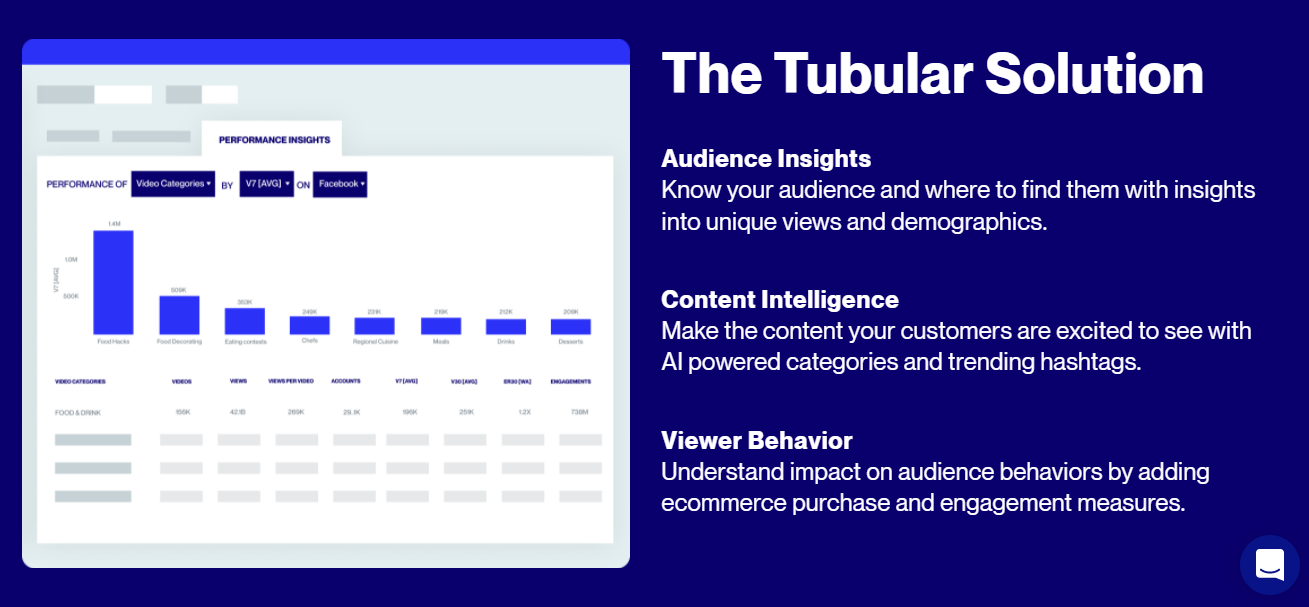 The Tubular Solution
Audience Insights
Know your audience and where to find them with insights
into unique views and demographics.
Content Intelligence
Make the content your customers are excited to see with
AI powered categories and trending hashtags.
Viewer Behavior
Understand impact on audience behaviors by adding
ecommerce purchase and engagement measures.
PERFORMANCE INSIGHTS
PERFORMANCE OF Video Categories BY V7 [AVG] ON Facebook
1.4M
1.0M
V7 [AVG]
500K
509K
353K
249K
231K
219K
212K
209K
Food Hacks Food Decorating Eating contests Chefs Regional Cuisine Meals Drinks Desserts
VIDEO CATEGORIES VIDEOS VIEWS VIEWS PER VIDEO ACCOUNTS V7 [AVG] V30 [AVG] ER30 [WA] ENGAGEMENTS
FOOD & DRINK 156K 42.1B 269K 29.1K 196K 251K 1.2X 738M